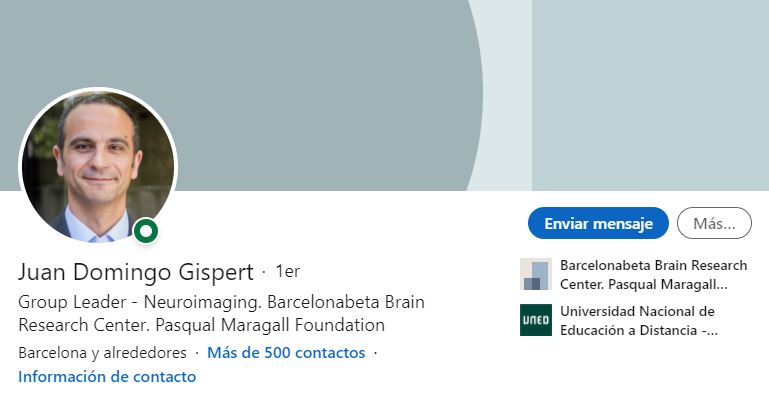 Enviar mensaje
Más...
Juan Domingo Gispert · 1er
Group Leader - Neuroimaging. Barcelonabeta Brain
Research Center. Pasqual Maragall Foundation
Barcelona y alrededores · Más de 500 contactos ·
Información de contacto
Barcelonabeta Brain Research
Center. Pasqual Maragall...
UNED
Universidad Nacional de
Educación a Distancia -...